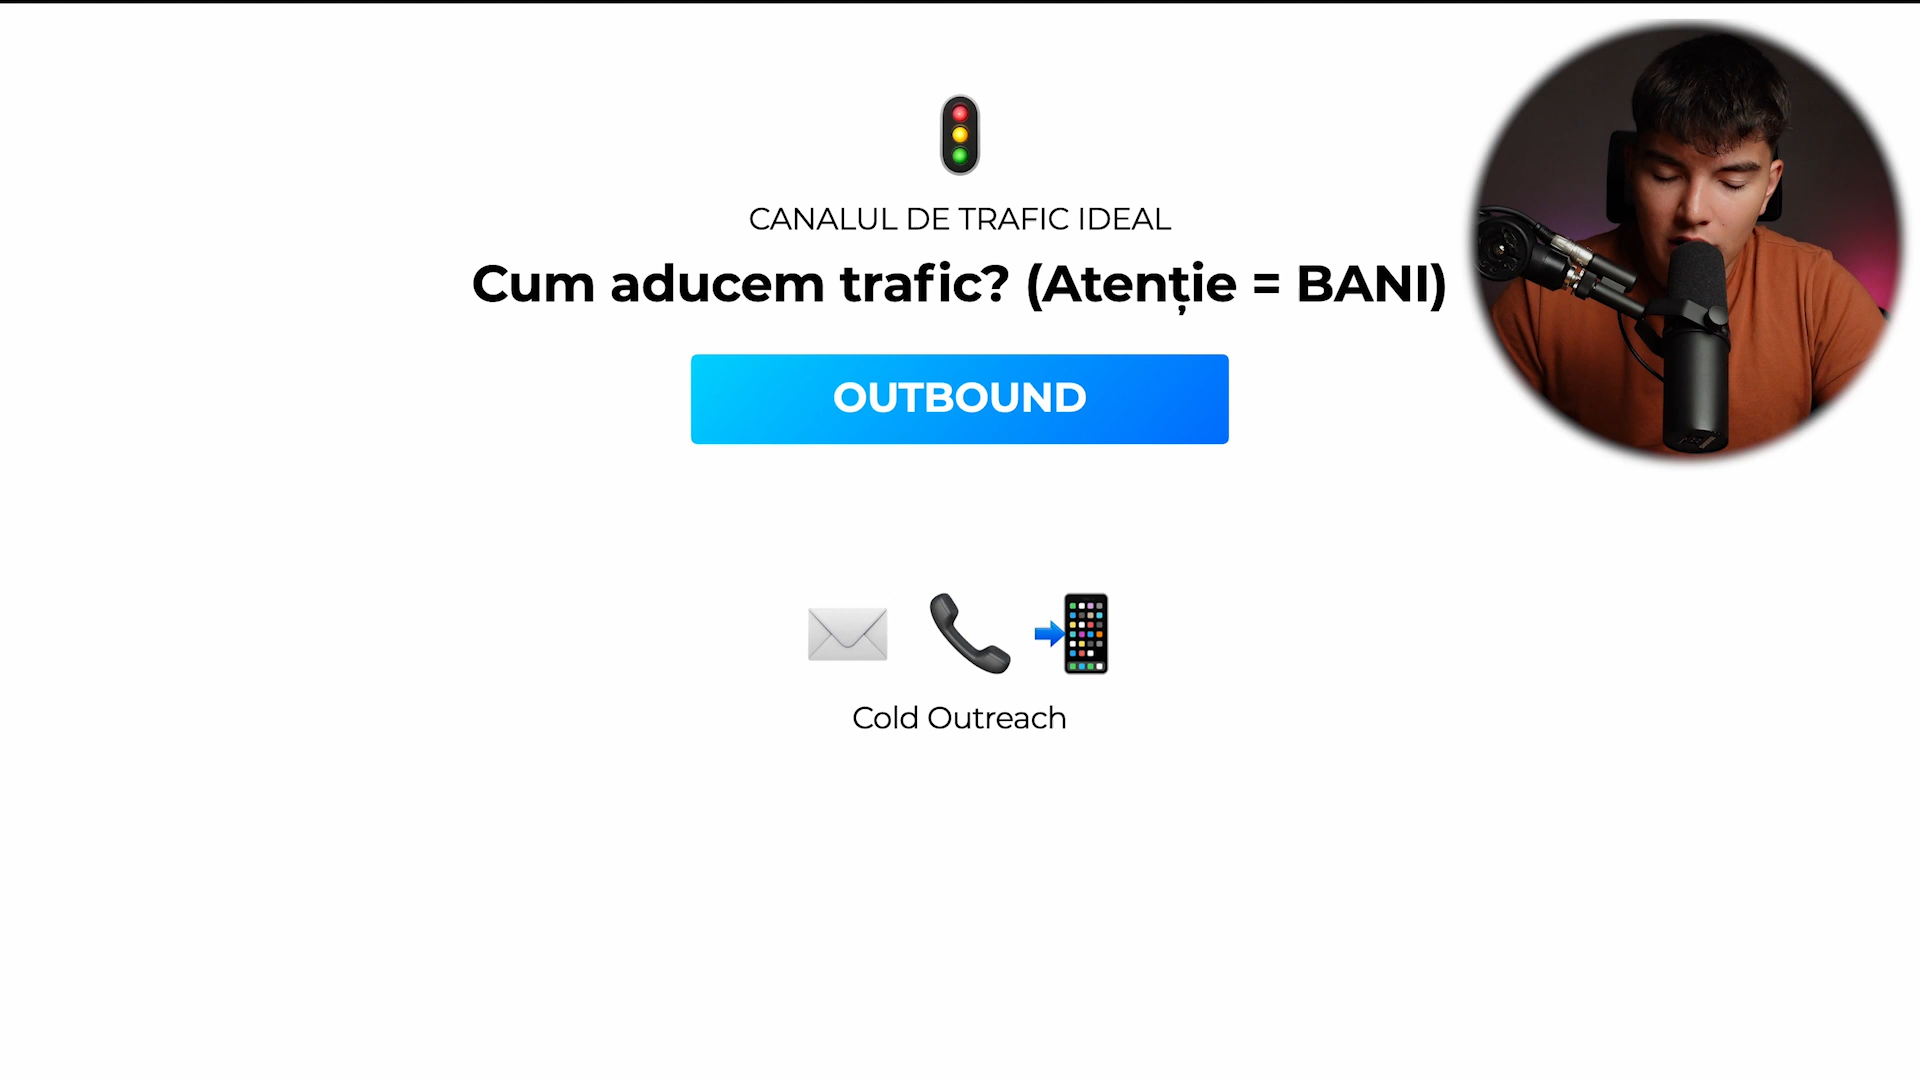 CANALUL DE TRAFIC IDEAL
Cum aducem trafic? (Atenție = BANI)
OUTBOUND
Cold Outreach